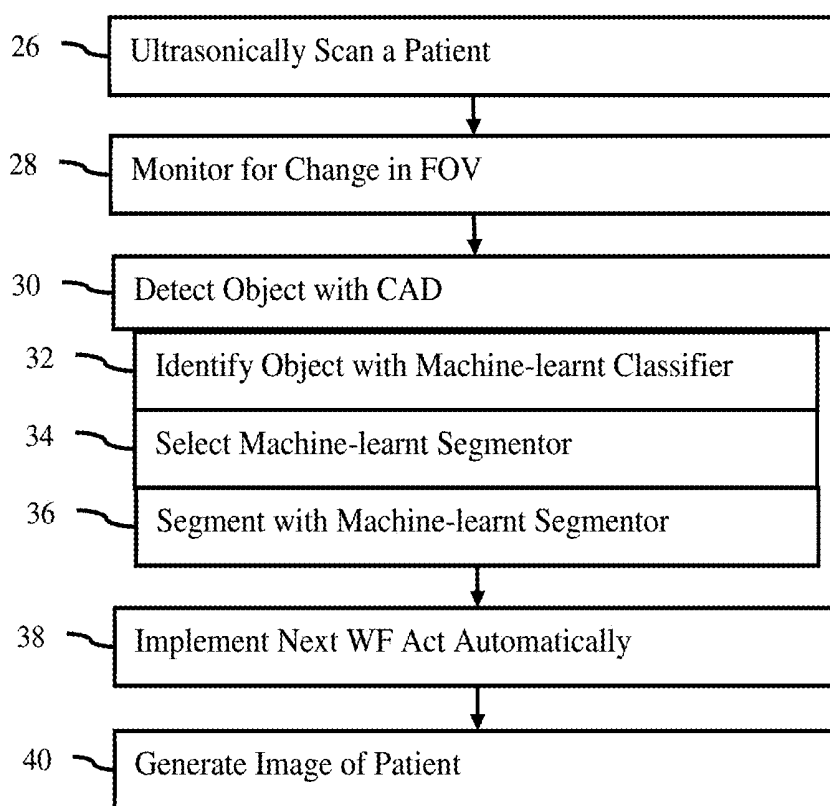 26 Ultrasonically Scan a Patient
28 Monitor for Change in FOV
30 Detect Object with CAD
32 Identify Object with Machine-learnt Classifier
34 Select Machine-learnt Segmentor
36 Segment with Machine-learnt Segmentor
38 Implement Next WF Act Automatically
40 Generate Image of Patient